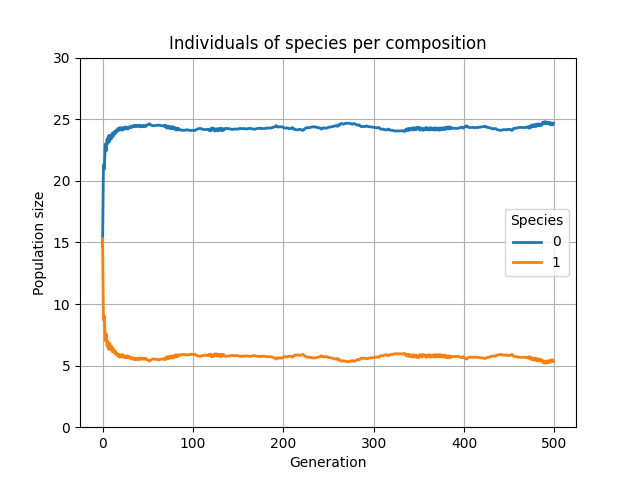 Individuals of species per composition
30
25
20
15
10
5
0
Population size
Species
0
1
0 100 200 300 400 500
Generation